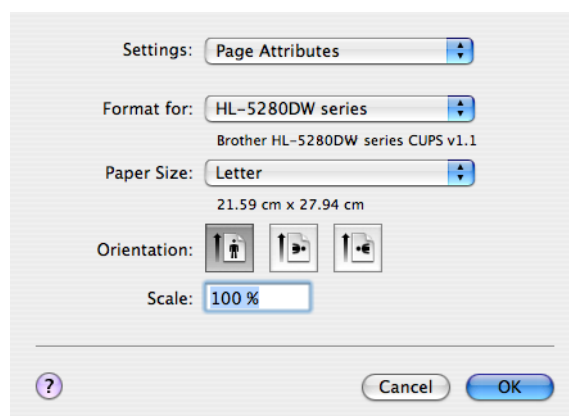 Settings: Page Attributes
Format for: HL-5280DW series
Brother HL-5280DW series CUPS v1.1
Paper Size: Letter
21.59 cm x 27.94 cm
Orientation:
Scale: 100 %
? Cancel OK